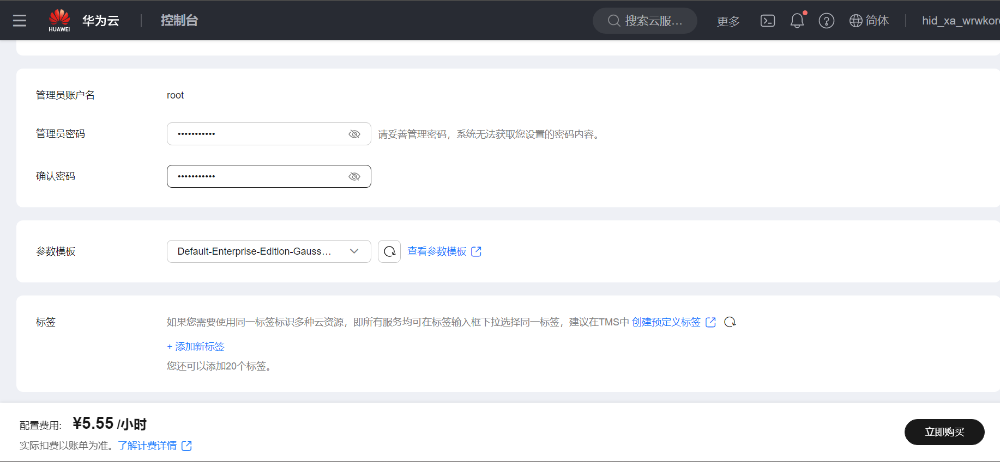 HUAWEI
华为云
控制台
搜索云服...
更多
简体
hid_xa_wrwkor
管理员账户名
root
管理员密码
•••••••••••
请妥善管理密码，系统无法获取您设置的密码内容。
确认密码
•••••••••••
参数模板
Default-Enterprise-Edition-Gauss...
查看参数模板
标签
如果您需要使用同一标签标识多种云资源，即所有服务均可在标签输入框下拉选择同一标签，建议在TMS中 创建预定义标签
+ 添加新标签
您还可以添加20个标签。
配置费用: ¥5.55 /小时
实际扣费以账单为准。了解计费详情
立即购买